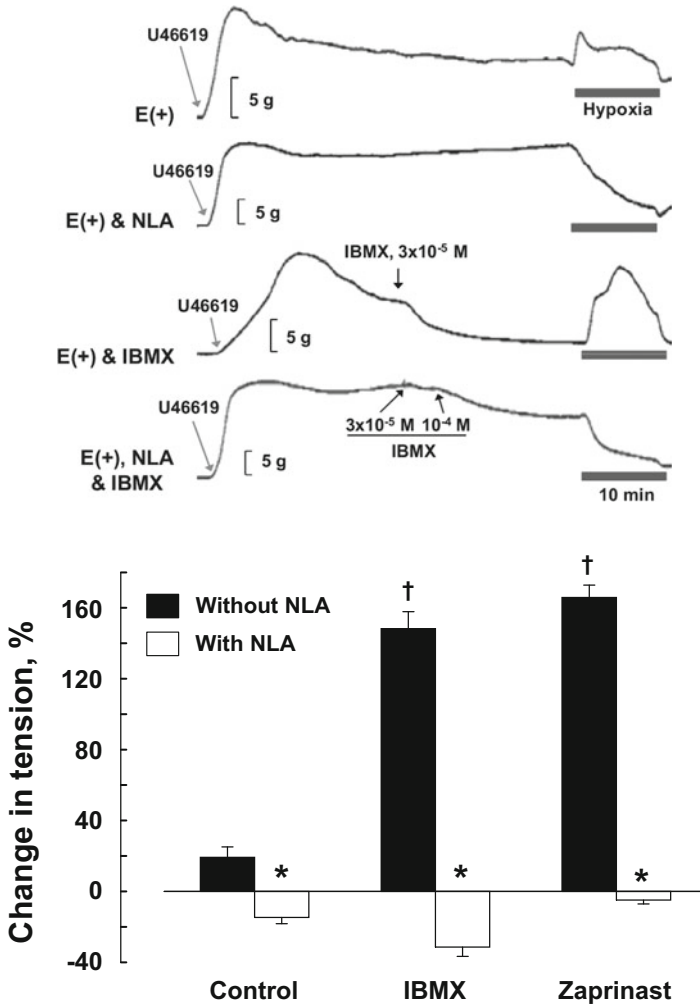 U46619
E(+)
5 g
Hypoxia
U46619
E(+) & NLA
5 g
IBMX, 3x10⁻⁵ M
U46619
E(+) & IBMX
5 g
U46619
3x10⁻⁵ M 10⁻⁴ M
IBMX
E(+), NLA
& IBMX
5 g
10 min
Change in tension, %
160
120
80
40
0
-40
Without NLA
With NLA
†
†
*
*
*
Control IBMX Zaprinast